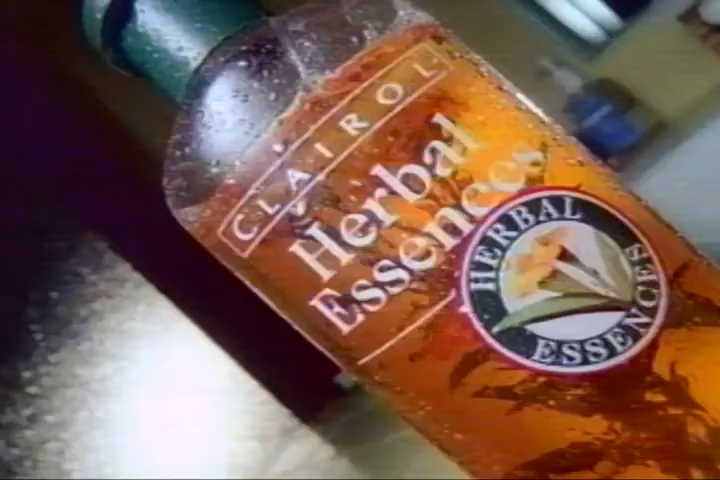 CLAIROL
Herbal
Essences
HERBAL
ESSENCES